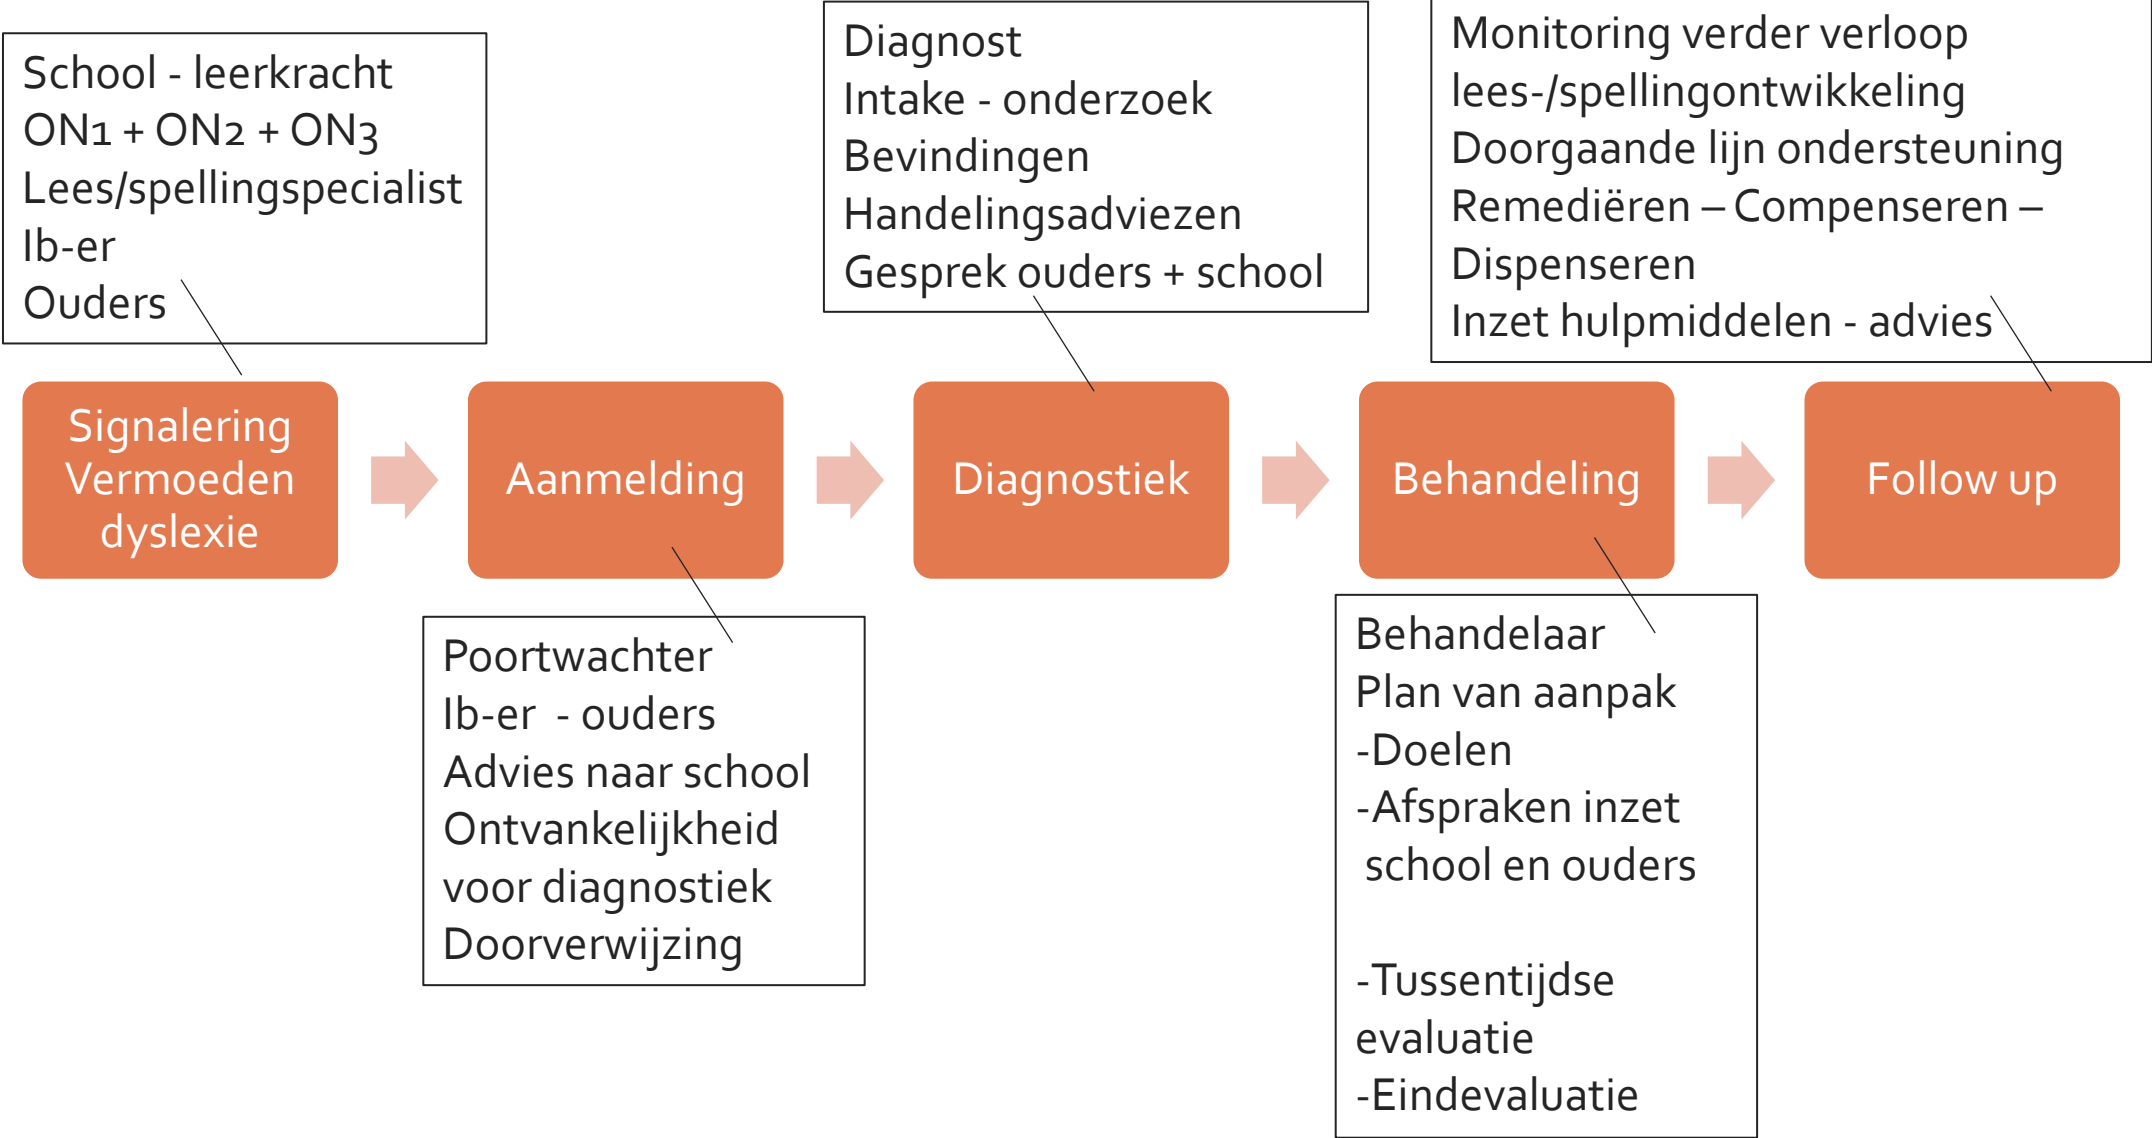 School - leerkracht
ON1 + ON2 + ON3
Lees/spellingspecialist
Ib-er
Ouders
Diagnost
Intake - onderzoek
Bevindingen
Handelingsadviezen
Gesprek ouders + school
Monitoring verder verloop
lees-/spellingontwikkeling
Doorgaande lijn ondersteuning
Remediëren – Compenseren –
Dispenseren
Inzet hulpmiddelen - advies
Signalering
Vermoeden
dyslexie
Aanmelding
Diagnostiek
Behandeling
Follow up
Poortwachter
Ib-er - ouders
Advies naar school
Ontvankelijkheid
voor diagnostiek
Doorverwijzing
Behandelaar
Plan van aanpak
-Doelen
-Afspraken inzet
school en ouders
-Tussentijdse
evaluatie
-Eindevaluatie